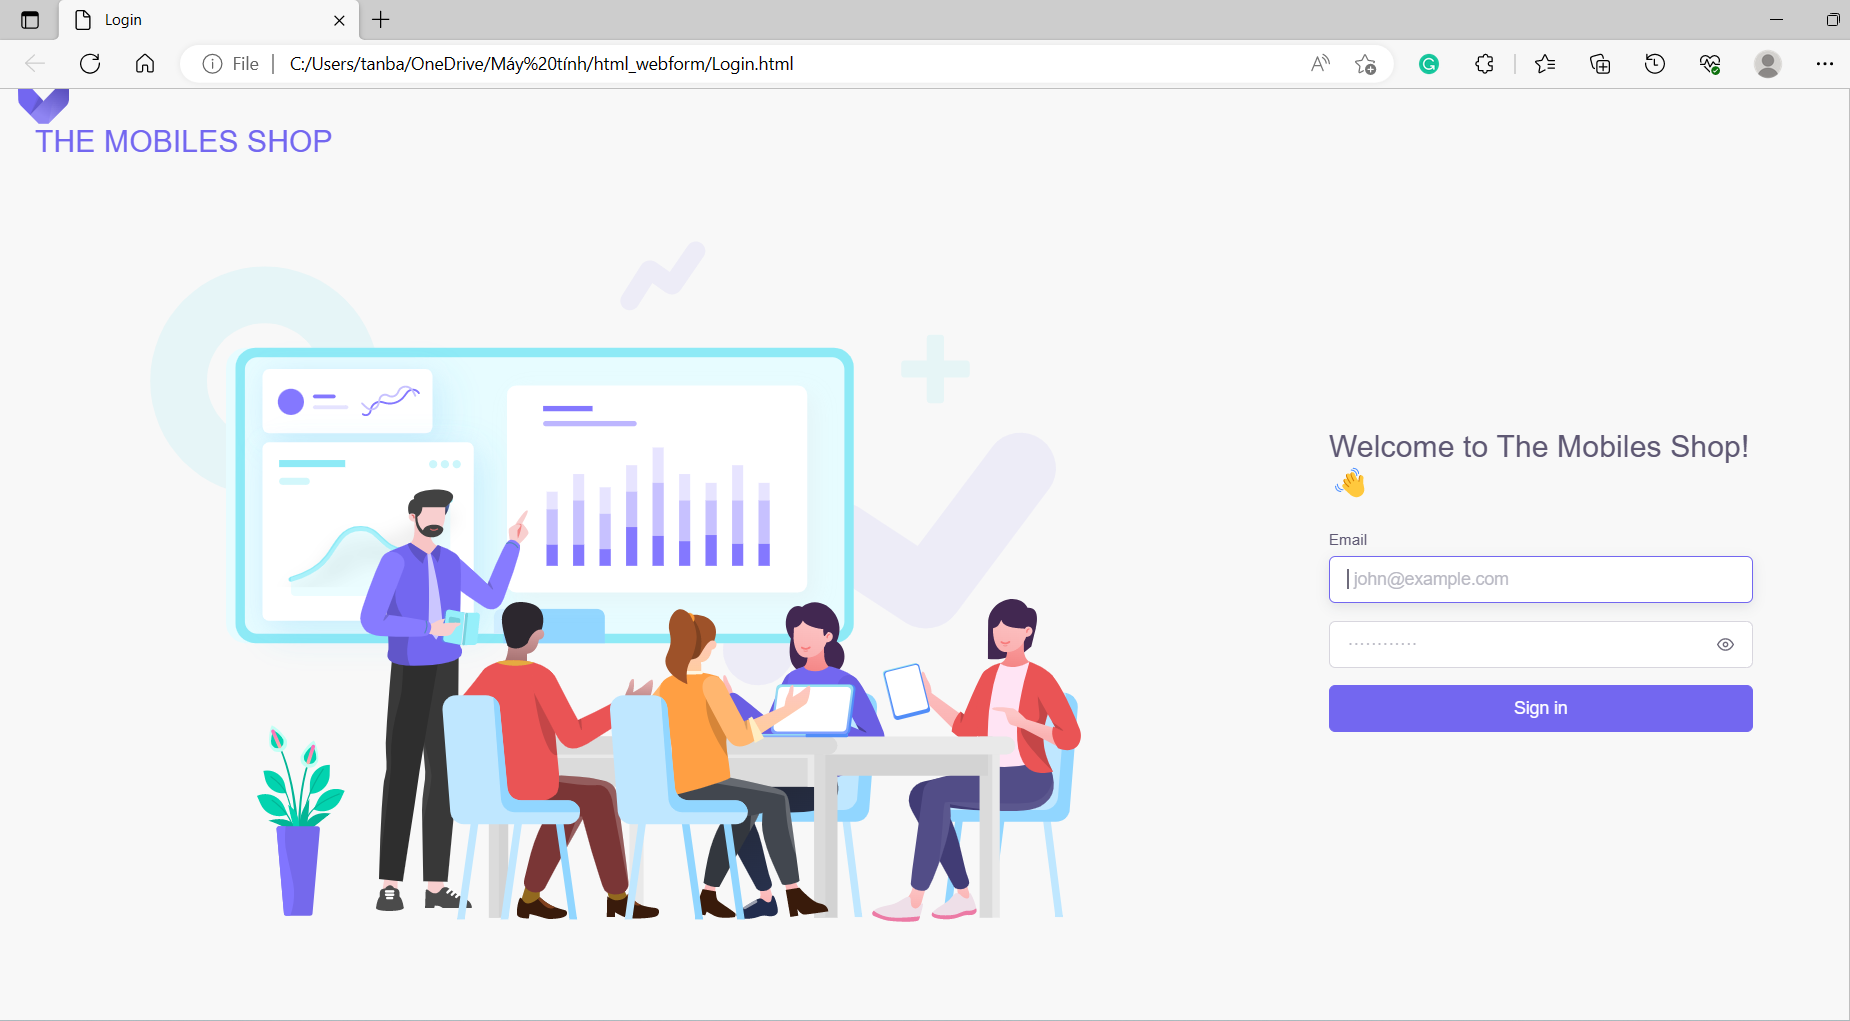 Login
File
C:/Users/tanba/OneDrive/Máy%20tính/html_webform/Login.html
THE MOBILES SHOP
Welcome to The Mobiles Shop!
Email
john@example.com
············
Sign in